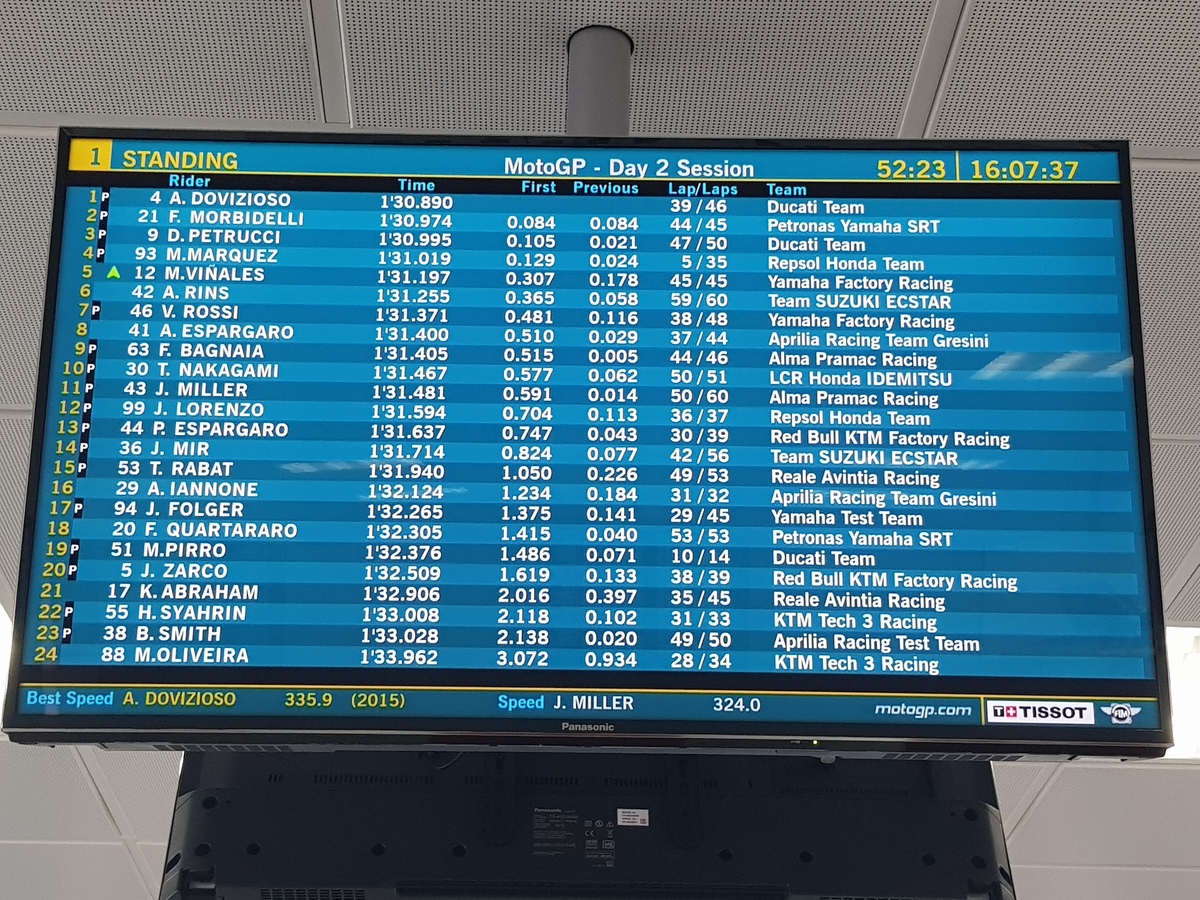 1 STANDING MotoGP - Day 2 Session 52:23 16:07:37
Rider Time First Previous Lap/Laps Team
1 P 4 A. DOVIZIOSO 1'30.890 39/46 Ducati Team
2 P 21 F. MORBIDELLI 1'30.974 0.084 0.084 44/45 Petronas Yamaha SRT
3 P 9 D. PETRUCCI 1'30.995 0.105 0.021 47/50 Ducati Team
4 P 93 M. MARQUEZ 1'31.019 0.129 0.024 5/35 Repsol Honda Team
5 12 M. VIÑALES 1'31.197 0.307 0.178 45/45 Yamaha Factory Racing
6 42 A. RINS 1'31.255 0.365 0.058 59/60 Team SUZUKI ECSTAR
7 P 46 V. ROSSI 1'31.371 0.481 0.116 38/48 Yamaha Factory Racing
8 41 A. ESPARGARO 1'31.400 0.510 0.029 37/44 Aprilia Racing Team Gresini
9 P 63 F. BAGNAIA 1'31.405 0.515 0.005 44/46 Alma Pramac Racing
10 P 30 T. NAKAGAMI 1'31.467 0.577 0.062 50/51 LCR Honda IDEMITSU
11 P 43 J. MILLER 1'31.481 0.591 0.014 50/60 Alma Pramac Racing
12 P 99 J. LORENZO 1'31.594 0.704 0.113 36/37 Repsol Honda Team
13 P 44 P. ESPARGARO 1'31.637 0.747 0.043 30/39 Red Bull KTM Factory Racing
14 P 36 J. MIR 1'31.714 0.824 0.077 42/56 Team SUZUKI ECSTAR
15 P 53 T. RABAT 1'31.940 1.050 0.226 49/53 Reale Avintia Racing
16 29 A. IANNONE 1'32.124 1.234 0.184 31/32 Aprilia Racing Team Gresini
17 P 94 J. FOLGER 1'32.265 1.375 0.141 29/45 Yamaha Test Team
18 20 F. QUARTARARO 1'32.305 1.415 0.040 53/53 Petronas Yamaha SRT
19 P 51 M. PIRRO 1'32.376 1.486 0.071 10/14 Ducati Team
20 P 5 J. ZARCO 1'32.509 1.619 0.133 38/39 Red Bull KTM Factory Racing
21 17 K. ABRAHAM 1'32.906 2.016 0.397 35/45 Reale Avintia Racing
22 P 55 H. SYAHRIN 1'33.008 2.118 0.102 31/33 KTM Tech 3 Racing
23 P 38 B. SMITH 1'33.028 2.138 0.020 49/50 Aprilia Racing Test Team
24 88 M. OLIVEIRA 1'33.962 3.072 0.934 28/34 KTM Tech 3 Racing
Best Speed A. DOVIZIOSO 335.9 (2015) Speed J. MILLER 324.0 motogp.com T+TISSOT FIM
Panasonic
Panasonic